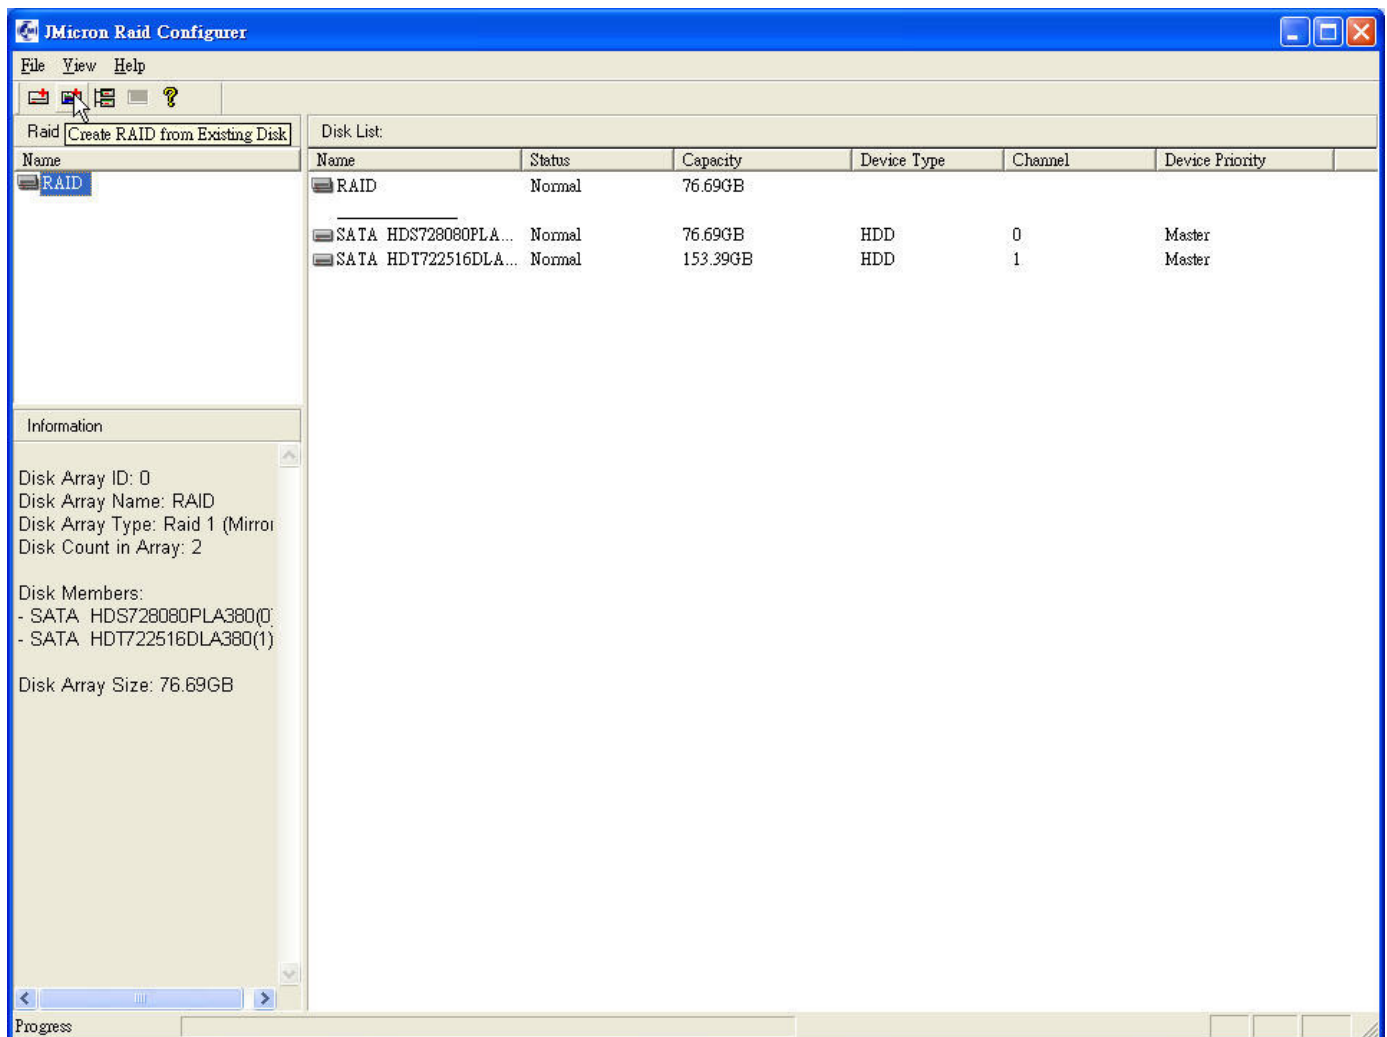 JMicron Raid Configurer
File View Help
Raid
Create RAID from Existing Disk
Disk List:
Name
RAID
Name Status Capacity Device Type Channel Device Priority
RAID Normal 76.69GB
SATA HDS728080PLA... Normal 76.69GB HDD 0 Master
SATA HDT722516DLA... Normal 153.39GB HDD 1 Master
Information
Disk Array ID: 0
Disk Array Name: RAID
Disk Array Type: Raid 1 (Mirror
Disk Count in Array: 2
Disk Members:
- SATA HDS728080PLA380(0)
- SATA HDT722516DLA380(1)
Disk Array Size: 76.69GB
Progress